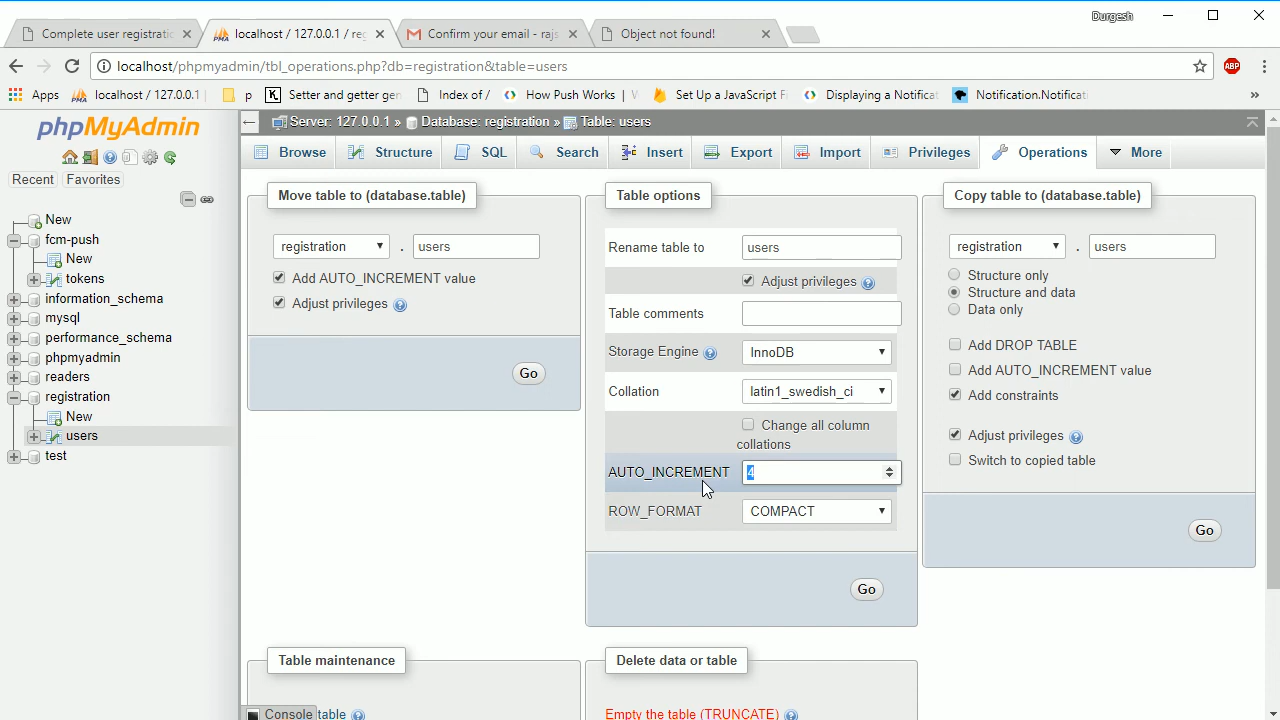 Durgesh
Complete user registratio
localhost / 127.0.0.1 / reg
Confirm your email - rajs
Object not found!
localhost/phpmyadmin/tbl_operations.php?db=registration&table=users
ABP
Apps
localhost / 127.0.0.1
p
K Setter and getter gen
Index of /
How Push Works | W
Set Up a JavaScript F
Displaying a Notificat
Notification.Notificati
»
phpMyAdmin
Recent
Favorites
New
fcm-push
New
tokens
information_schema
mysql
performance_schema
phpmyadmin
readers
registration
New
users
test
Server: 127.0.0.1 » Database: registration » Table: users
Browse
Structure
SQL
Search
Insert
Export
Import
Privileges
Operations
More
Move table to (database.table)
registration . users
Add AUTO_INCREMENT value
Adjust privileges
Go
Table options
Rename table to users
Adjust privileges
Table comments
Storage Engine InnoDB
Collation latin1_swedish_ci
Change all column
collations
AUTO_INCREMENT 4
ROW_FORMAT COMPACT
Go
Copy table to (database.table)
registration . users
Structure only
Structure and data
Data only
Add DROP TABLE
Add AUTO_INCREMENT value
Add constraints
Adjust privileges
Switch to copied table
Go
Table maintenance
Console table
Delete data or table
Empty the table (TRUNCATE)